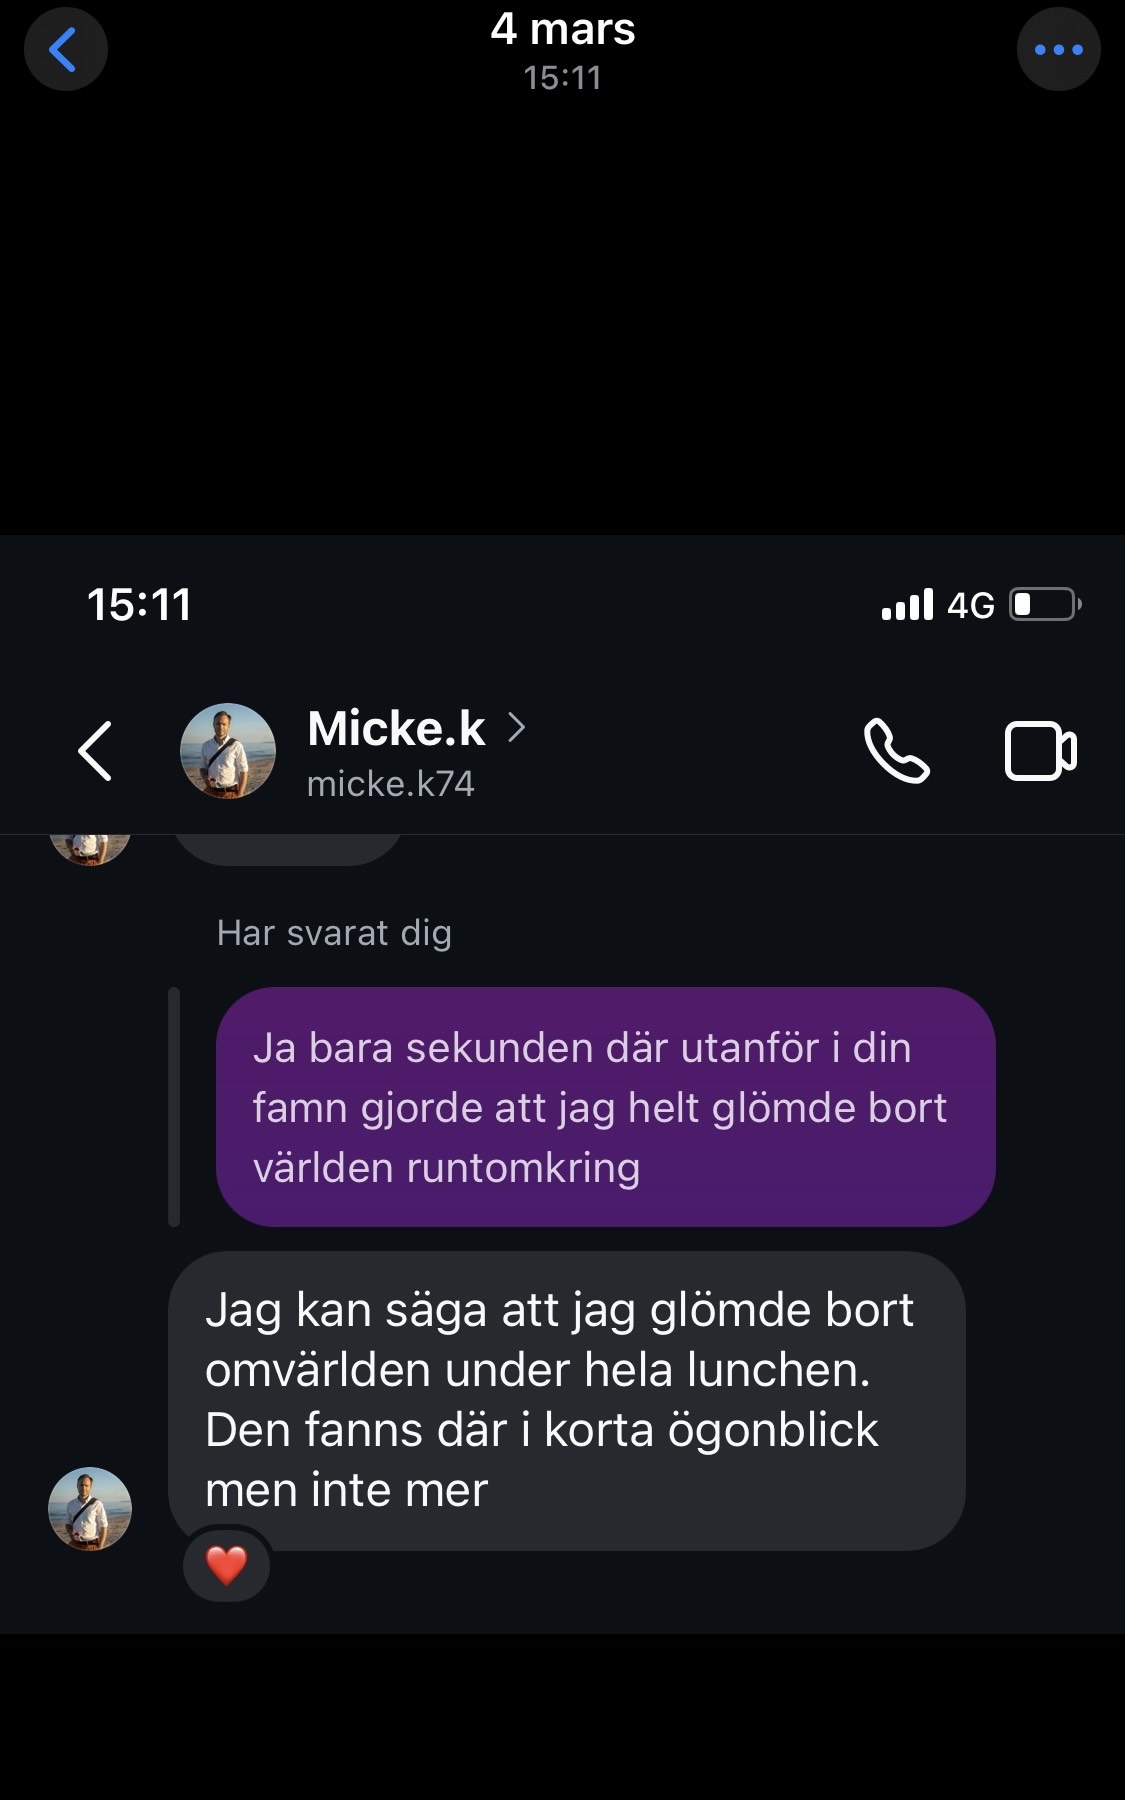 4 mars
15:11
15:11
4G
Micke.k
micke.k74
Har svarat dig
Ja bara sekunden där utanför i din
famn gjorde att jag helt glömde bort
världen runtomkring
Jag kan säga att jag glömde bort
omvärlden under hela lunchen.
Den fanns där i korta ögonblick
men inte mer